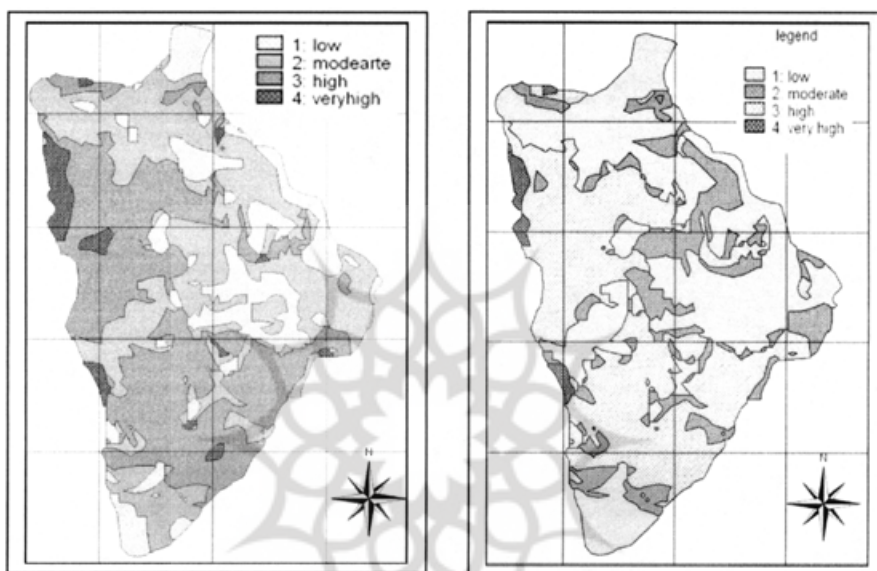 1: low
2: modearte
3: high
4: veryhigh
N
legend
1: low
2: moderate
3: high
4: very high
N